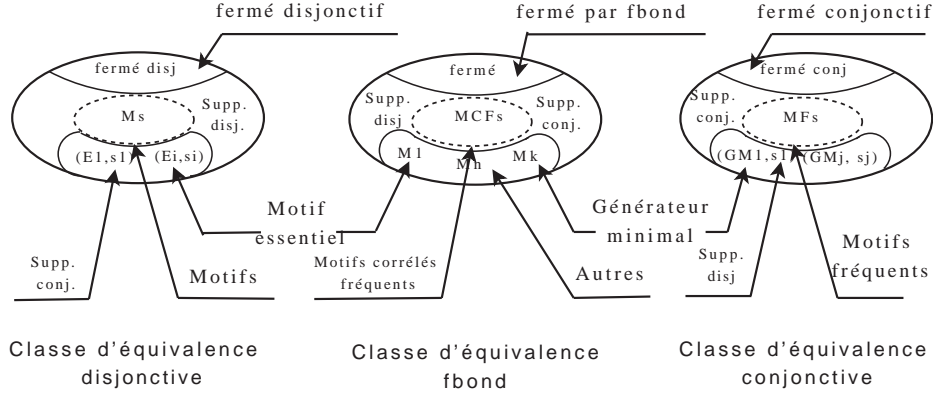 fermé disjonctif
fermé par fbond
fermé conjonctif
fermé disj
Supp.
disj.
Ms
(E1,s1)
(Ei,si)
fermé
Supp.
disj
Supp.
conj.
MCFs
M1
Mh
Mk
fermé conj
Supp.
conj.
MFs
(GM1,s1)
(GMj, sj)
Motif
essentiel
Générateur
minimal
Supp.
conj.
Motifs
Motifs corrélés
fréquents
Autres
Supp.
disj
Motifs
fréquents
Classe d'équivalence
disjonctive
Classe d'équivalence
fbond
Classe d'équivalence
conjonctive